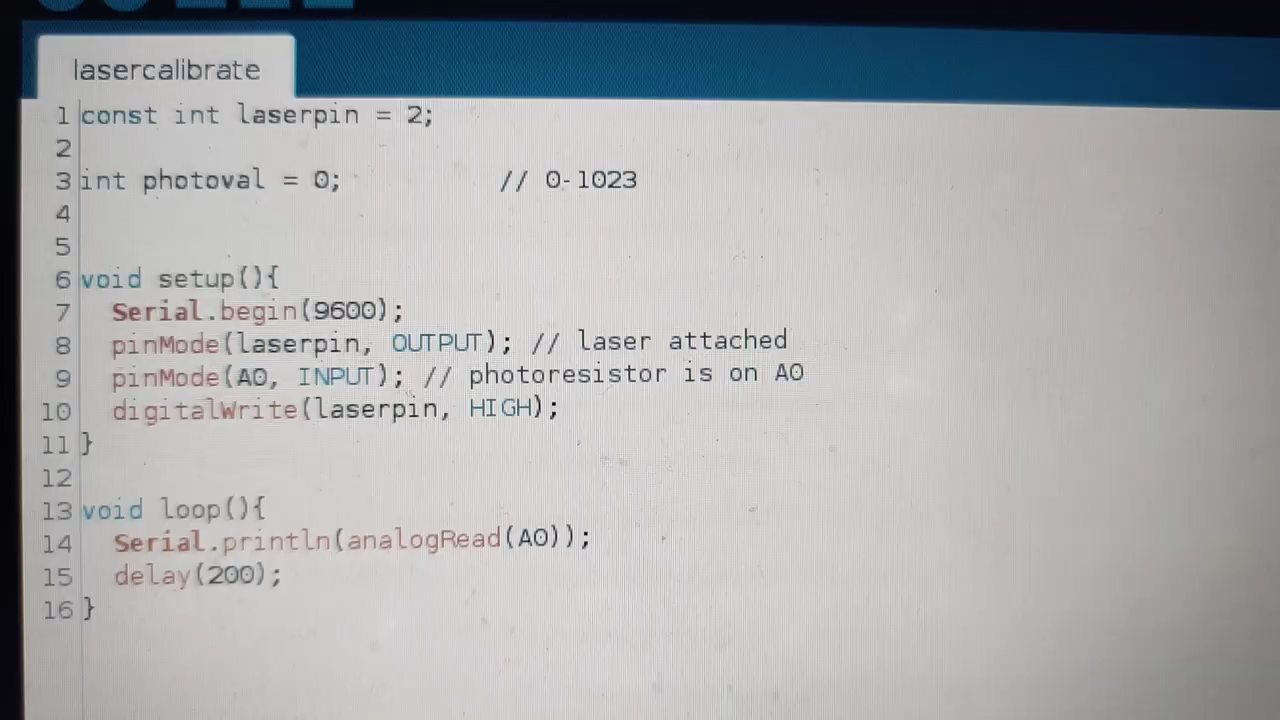 lasercalibrate
1 const int laserpin = 2;
2
3 int photoval = 0; // 0-1023
4
5
6 void setup(){
7 Serial.begin(9600);
8 pinMode(laserpin, OUTPUT); // laser attached
9 pinMode(A0, INPUT); // photoresistor is on A0
10 digitalWrite(laserpin, HIGH);
11 }
12
13 void loop(){
14 Serial.println(analogRead(A0));
15 delay(200);
16 }